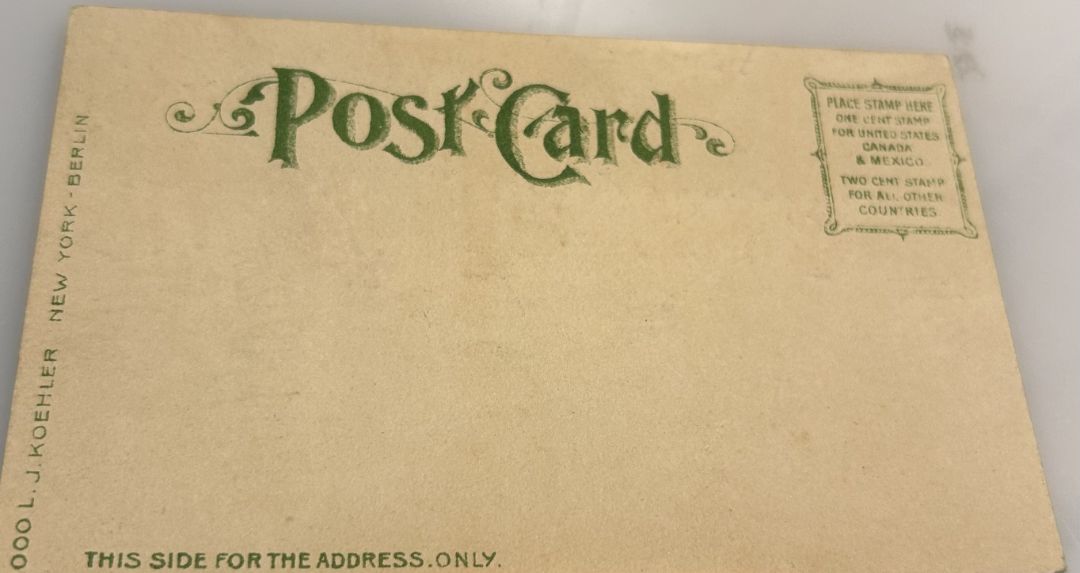 Post Card
PLACE STAMP HERE
ONE CENT STAMP
FOR UNITED STATES
CANADA
& MEXICO
TWO CENT STAMP
FOR ALL OTHER
COUNTRIES
000 L. J. KOEHLER NEW YORK - BERLIN.
THIS SIDE FOR THE ADDRESS.ONLY.